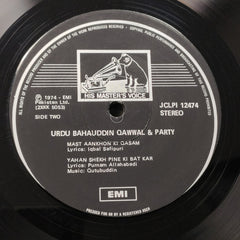 HIS MASTER'S VOICE
℗ 1974 - EMI
Pakistan Ltd.
(2XKK 5053)
SIDE TWO
JCLPI 12474
STEREO
URDU BAHAUDDIN QAWWAL & PARTY
MAST AANKHON KI QASAM
Lyrics: Iqbal Safipuri
YAHAN SHEKH PINE KI BAT KAR
Lyrics: Purnam Allahabadi
Music: Qutubuddin
EMI